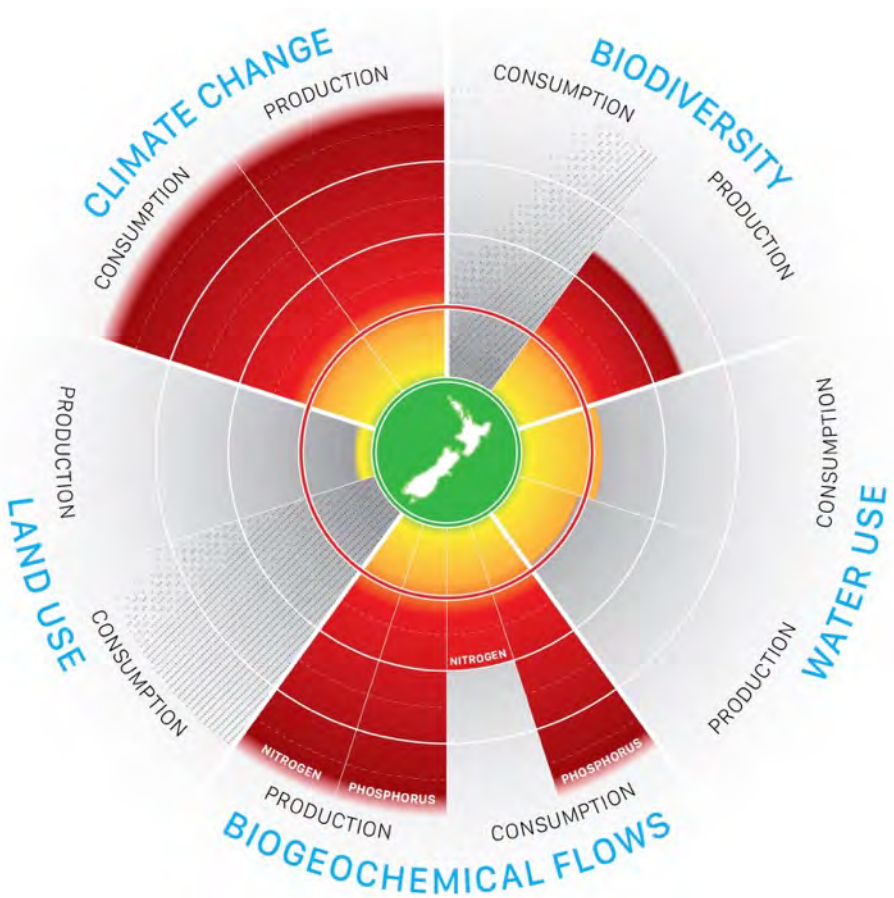 CLIMATE CHANGE
PRODUCTION
CONSUMPTION
BIODIVERSITY
CONSUMPTION
PRODUCTION
WATER USE
CONSUMPTION
PRODUCTION
BIOGEOCHEMICAL FLOWS
CONSUMPTION
NITROGEN
PHOSPHORUS
PRODUCTION
NITROGEN
PHOSPHORUS
LAND USE
PRODUCTION
CONSUMPTION